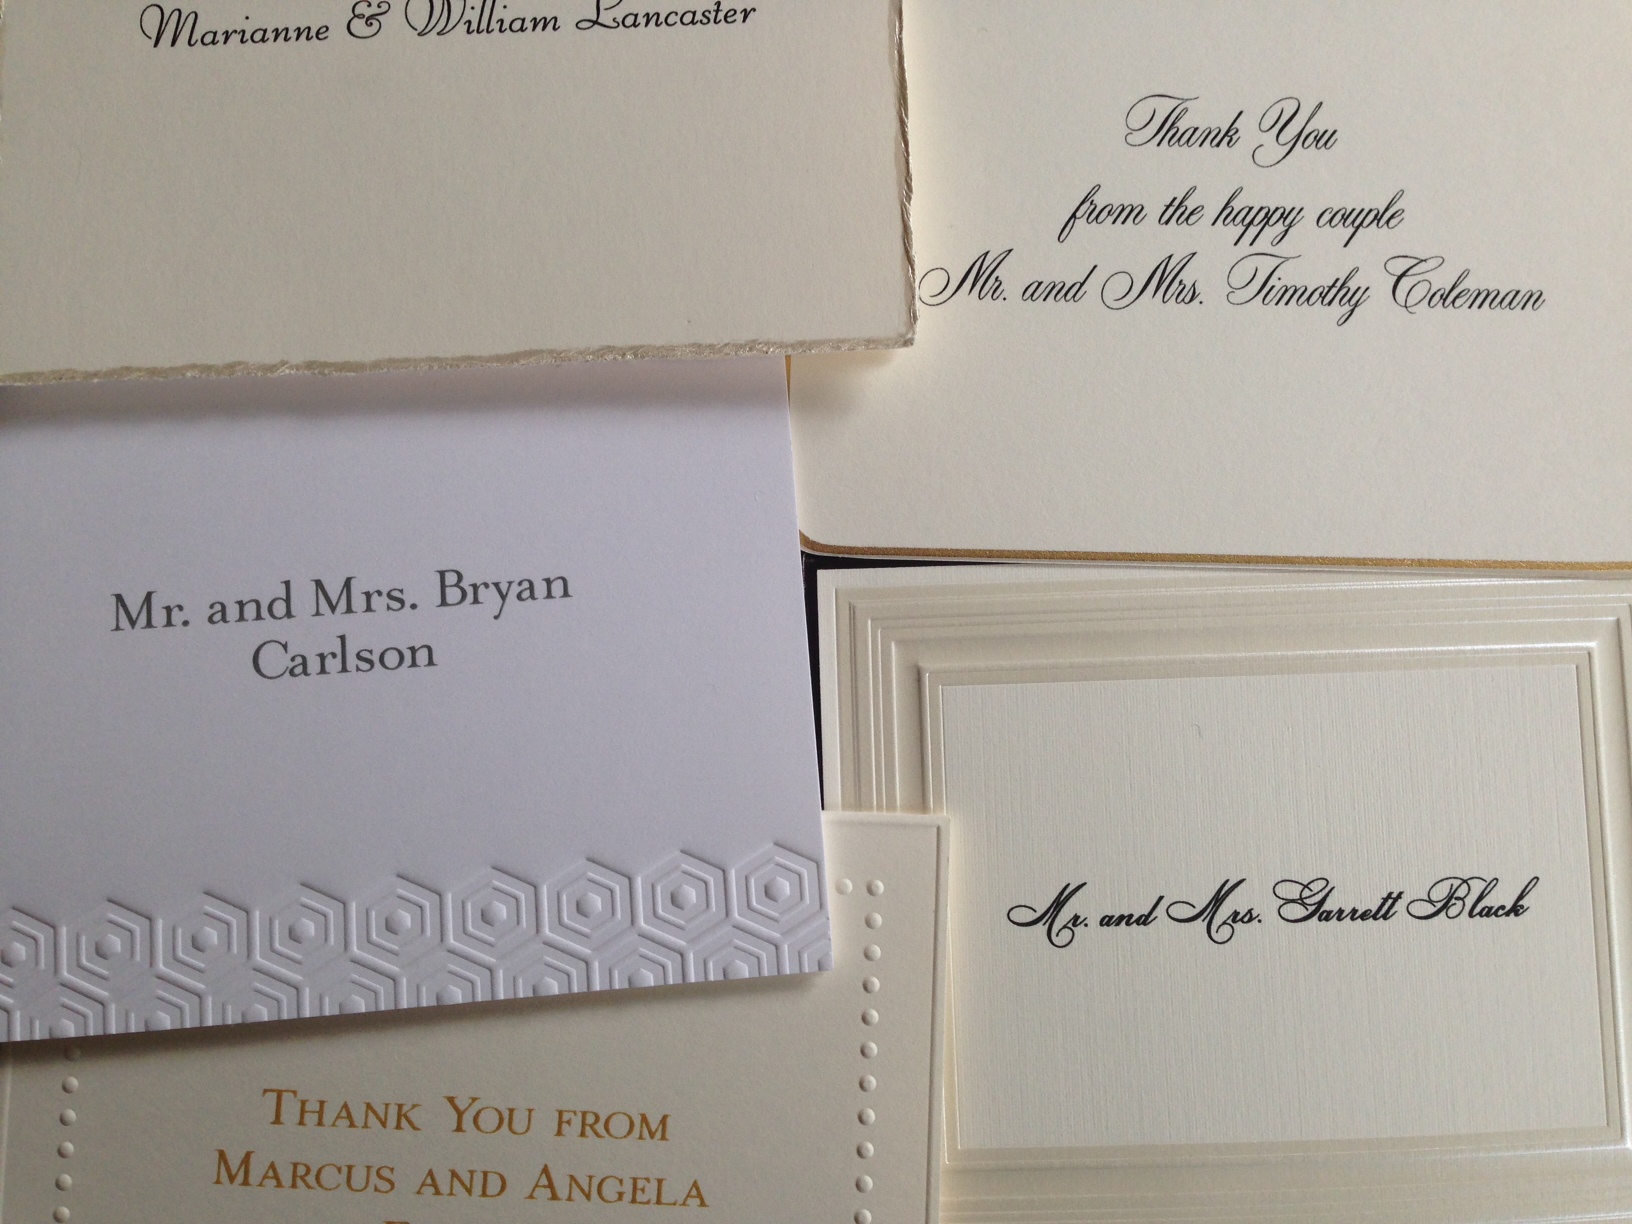 Marianne & William Lancaster
Thank You
from the happy couple
Mr. and Mrs. Timothy Coleman
Mr. and Mrs. Bryan
Carlson
Mr. and Mrs. Garrett Black
THANK YOU FROM
MARCUS AND ANGELA